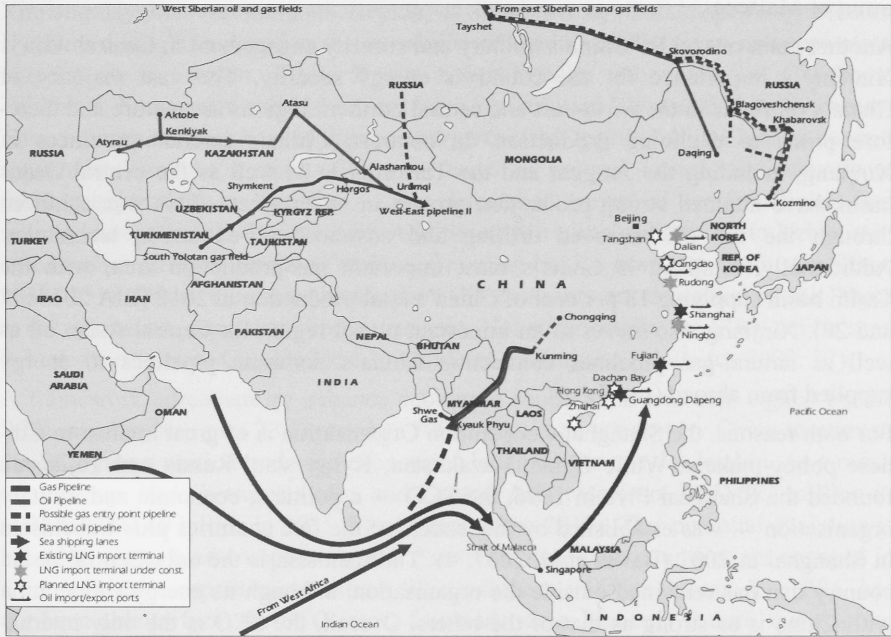 West Siberian oil and gas fields
From east Siberian oil and gas fields
Tayshet
Skovorodino
RUSSIA
Aktobe
Atasu
RUSSIA
Blagoveshchensk
Kenkiyak
Khabarovsk
RUSSIA
Atyrau
KAZAKHSTAN
Alashankou
MONGOLIA
Daqing
Shymkent
Horgos
Urumqi
UZBEKISTAN
KYRGYZ REP.
West-East pipeline II
Kozmino
TURKEY
TURKMENISTAN
TAJIKISTAN
Beijing
NORTH
KOREA
South Yolotan gas field
Tangshan
Dalian
AFGHANISTAN
Qingdao
REP. OF
KOREA
JAPAN
IRAQ
IRAN
CHINA
Rudong
PAKISTAN
Shanghai
Chongqing
NEPAL
Ningbo
BHUTAN
SAUDI
ARABIA
Kunming
Fujian
INDIA
Dachan Bay
Hong Kong
MYANMAR
Guangdong Dapeng
OMAN
Shwe
Gas
LAOS
Zhuhai
Pacific Ocean
Kyauk Phyu
YEMEN
THAILAND
VIETNAM
PHILIPPINES
Gas Pipeline
Oil Pipeline
Possible gas entry point pipeline
Planned oil pipeline
Sea shipping lanes
Existing LNG import terminal
LNG import terminal under const.
Planned LNG import terminal
Oil import/export ports
Strait of Malacca
MALAYSIA
Singapore
From West Africa
Indian Ocean
INDONESIA